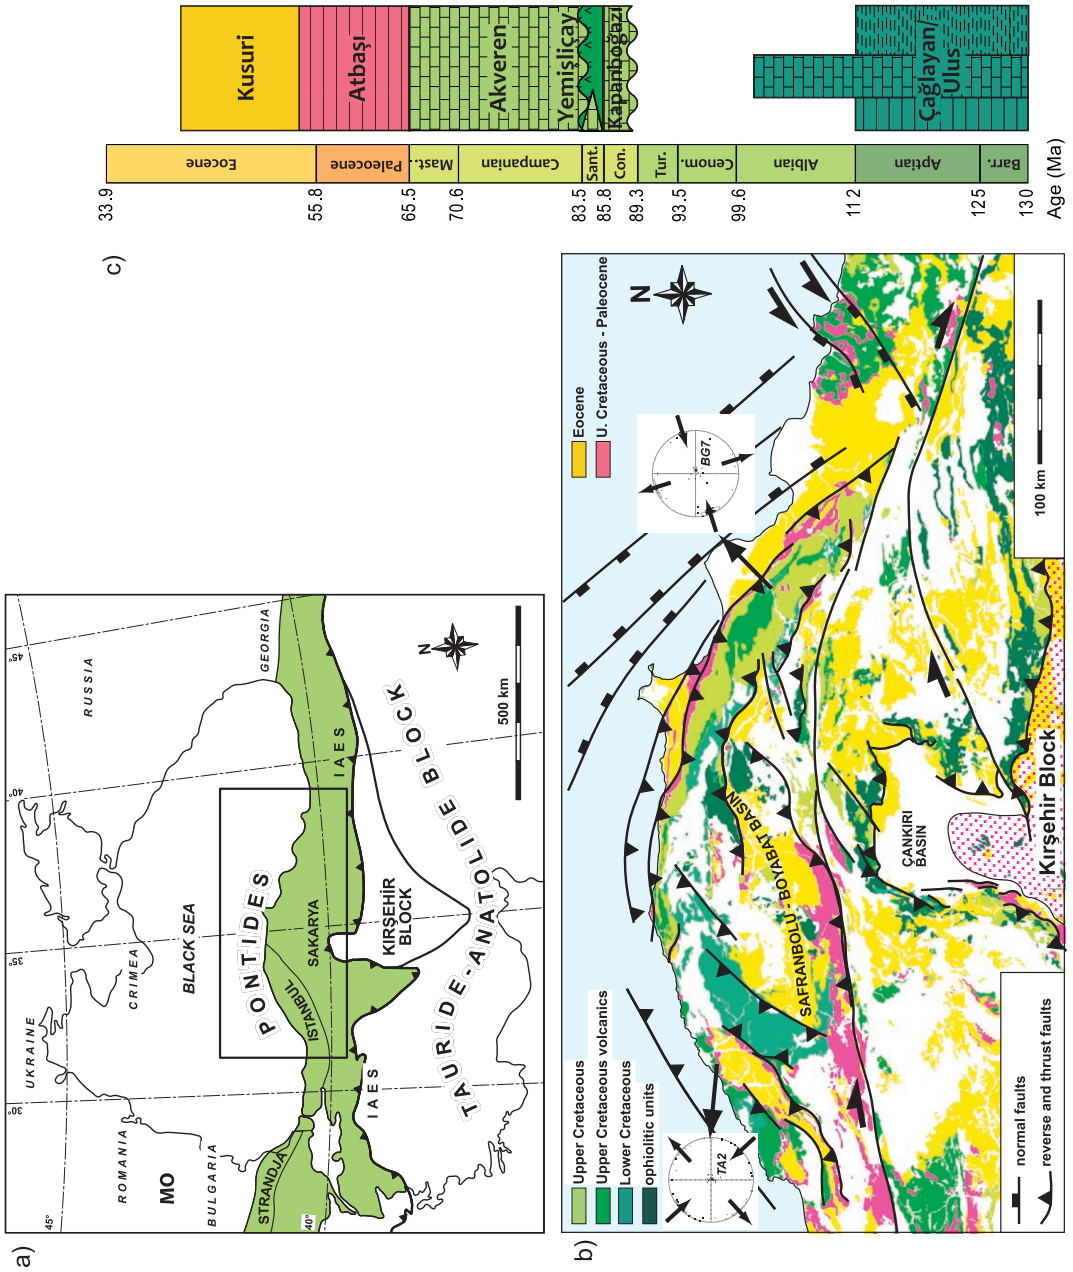 a)
RUSSIA
UKRAINE
CRIMEA
ROMANIA
MO
BULGARIA
BLACK SEA
GEORGIA
PONTIDES
STRANDJA
ISTANBUL
SAKARYA
IAES
IAES
KIRŞEHİR
BLOCK
TAURIDE-ANATOLIDE BLOCK
N
500 km
45°
40°
30°
35°
40°
45°
b)
Upper Cretaceous
Upper Cretaceous volcanics
Lower Cretaceous
ophiolitic units
Eocene
U. Cretaceous - Paleocene
N
TA2
BG7.
SAFRANBOLU - BOYABAT BASIN
ÇANKIRI
BASIN
Kırşehir Block
normal faults
reverse and thrust faults
100 km
c)
Kusuri
Atbaşı
Akveren
Yemişliçay
Kapanboğazı
Çağlayan/
Ulus
Eocene
Paleocene
Mast.
Campanian
Sant.
Con.
Tur.
Cenom.
Albian
Aptian
Barr.
33.9
55.8
65.5
70.6
83.5
85.8
89.3
93.5
99.6
11.2
125
130
Age (Ma)